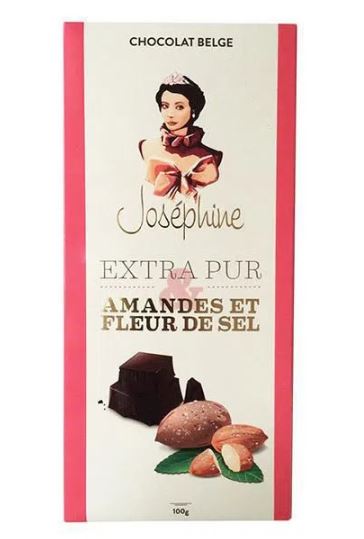 CHOCOLAT BELGE
Joséphine
EXTRA PUR
&
AMANDES ET
FLEUR DE SEL
100g